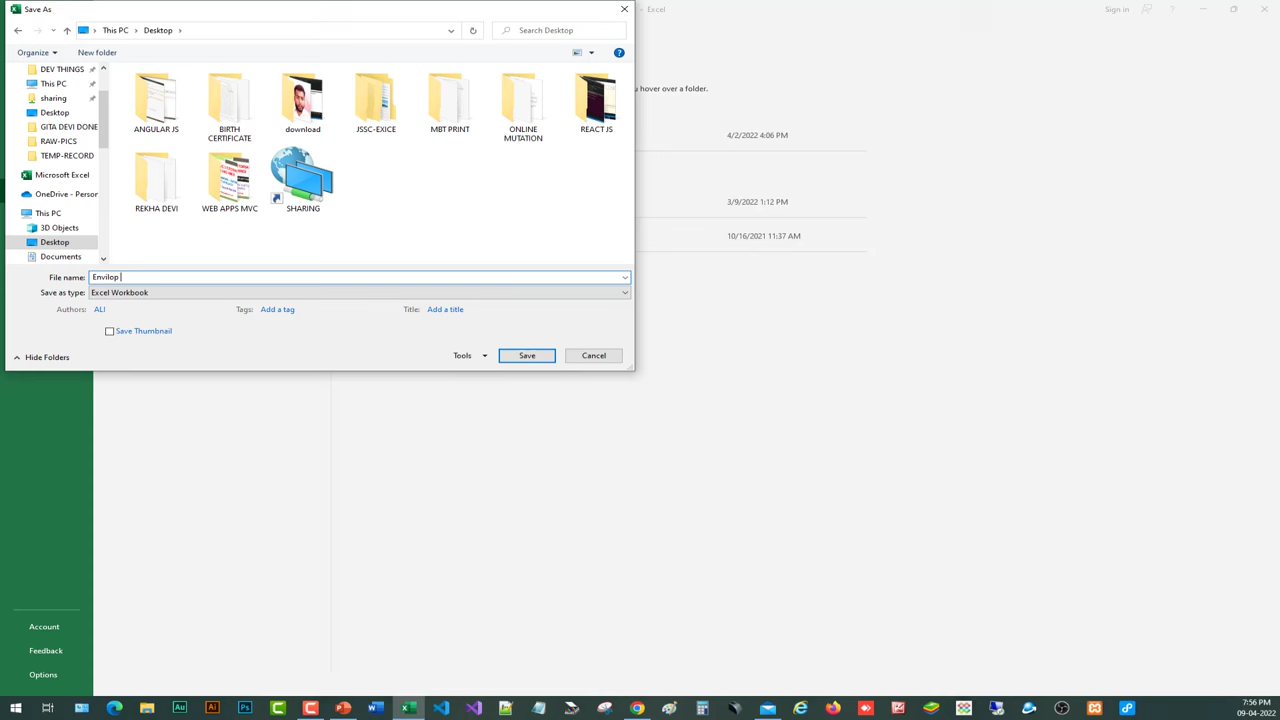 Save As
- Excel
Sign in
This PC
Desktop
Search Desktop
Organize
New folder
DEV THINGS
This PC
sharing
Desktop
GITA DEVI DONE
RAW-PICS
TEMP-RECORD
Microsoft Excel
OneDrive - Person
This PC
3D Objects
Desktop
Documents
ANGULAR JS
BIRTH
CERTIFICATE
download
JSSC-EXICE
MBT PRINT
ONLINE
MUTATION
REACT JS
REKHA DEVI
WEB APPS MVC
SHARING
u hover over a folder.
4/2/2022 4:06 PM
3/9/2022 1:12 PM
10/16/2021 11:37 AM
File name: Envilop
Save as type: Excel Workbook
Authors: ALI
Tags: Add a tag
Title: Add a title
Save Thumbnail
Hide Folders
Tools
Save
Cancel
Account
Feedback
Options
7:56 PM
09-04-2022